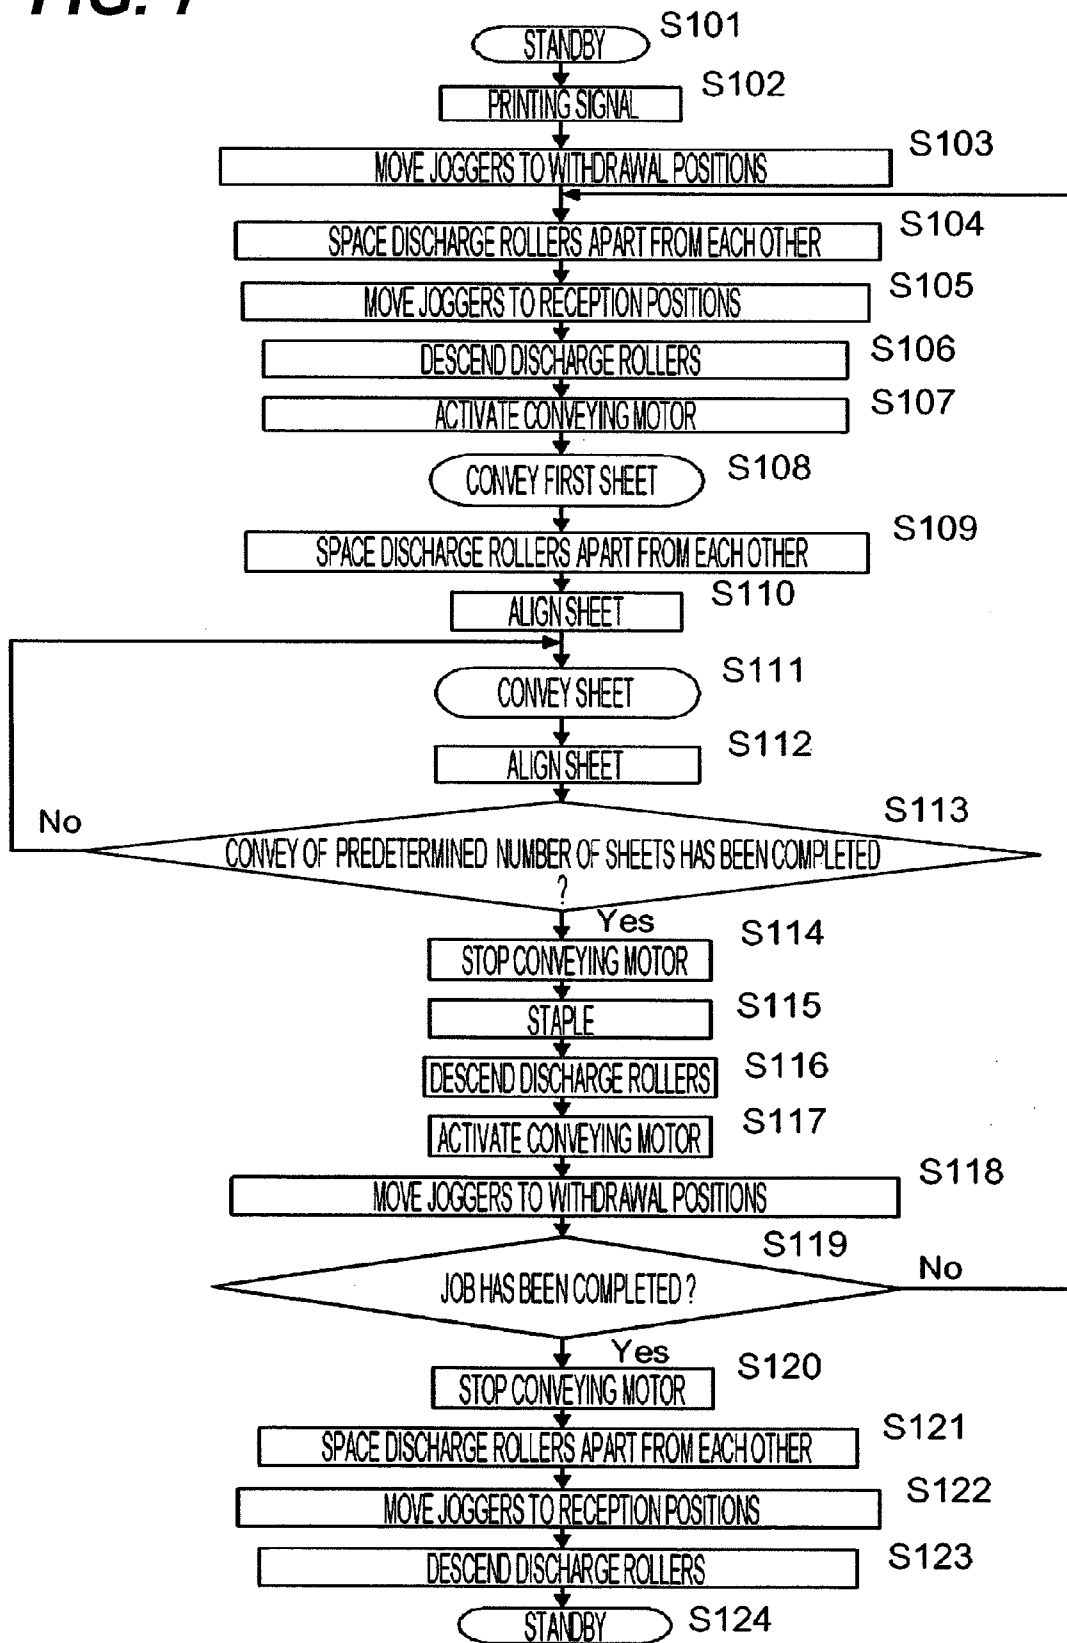 FIG. 7
STANDBY S101
PRINTING SIGNAL S102
MOVE JOGGERS TO WITHDRAWAL POSITIONS S103
SPACE DISCHARGE ROLLERS APART FROM EACH OTHER S104
MOVE JOGGERS TO RECEPTION POSITIONS S105
DESCEND DISCHARGE ROLLERS S106
ACTIVATE CONVEYING MOTOR S107
CONVEY FIRST SHEET S108
SPACE DISCHARGE ROLLERS APART FROM EACH OTHER S109
ALIGN SHEET S110
CONVEY SHEET S111
ALIGN SHEET S112
No S113
CONVEY OF PREDETERMINED NUMBER OF SHEETS HAS BEEN COMPLETED
?
Yes
STOP CONVEYING MOTOR S114
STAPLE S115
DESCEND DISCHARGE ROLLERS S116
ACTIVATE CONVEYING MOTOR S117
MOVE JOGGERS TO WITHDRAWAL POSITIONS S118
S119
JOB HAS BEEN COMPLETED ? No
Yes
STOP CONVEYING MOTOR S120
SPACE DISCHARGE ROLLERS APART FROM EACH OTHER S121
MOVE JOGGERS TO RECEPTION POSITIONS S122
DESCEND DISCHARGE ROLLERS S123
STANDBY S124